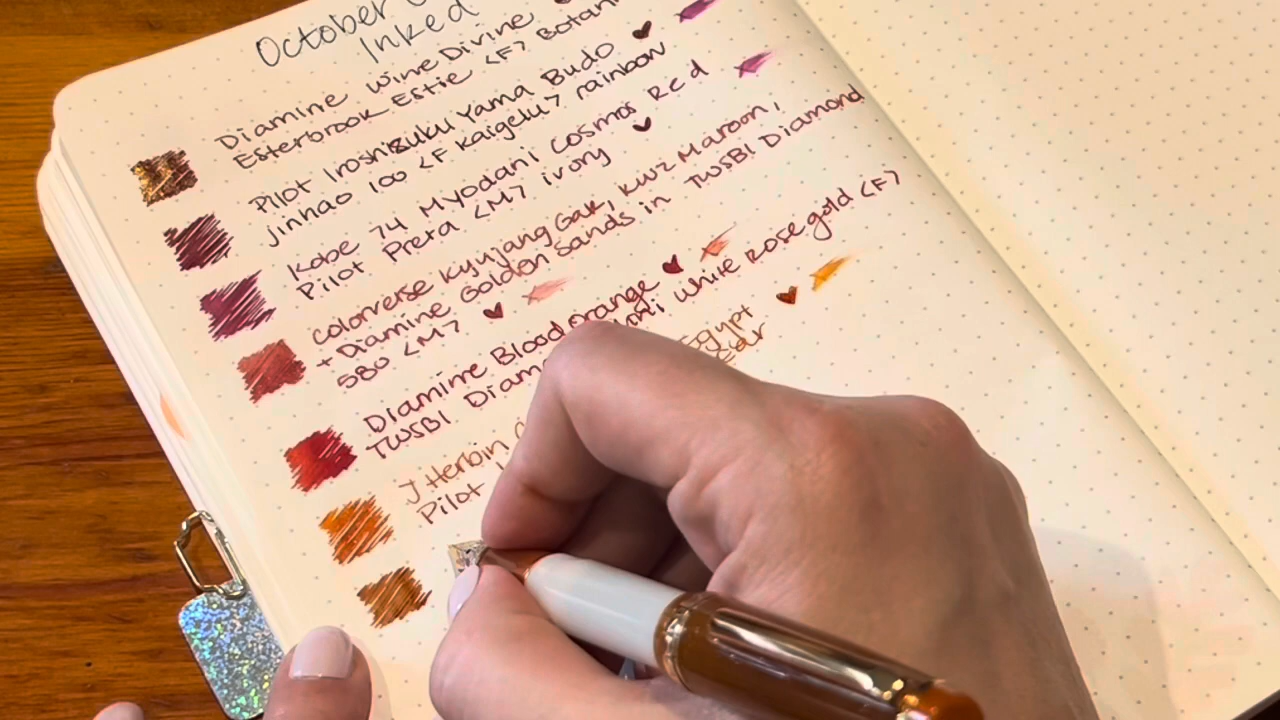 October
Inked
Diamine Wine Divine
Esterbrook Estie <F> Botan
Pilot Iroshizuku Yama Budo ♥
jinhao 100 <F Kaigelu> rainbow
Kobe 74 Myodani Cosmos Red
Pilot Prera <M> ivory ♥
Colorverse Kyujang Gak, KWZ Maroon,
+ Diamine Golden Sands in TWSBI Diamond
580 <M> ♥
Diamine Blood Orange ♥
TWSBI Diam white rose gold <F>
J Herbin Egypt ♥
Pilot